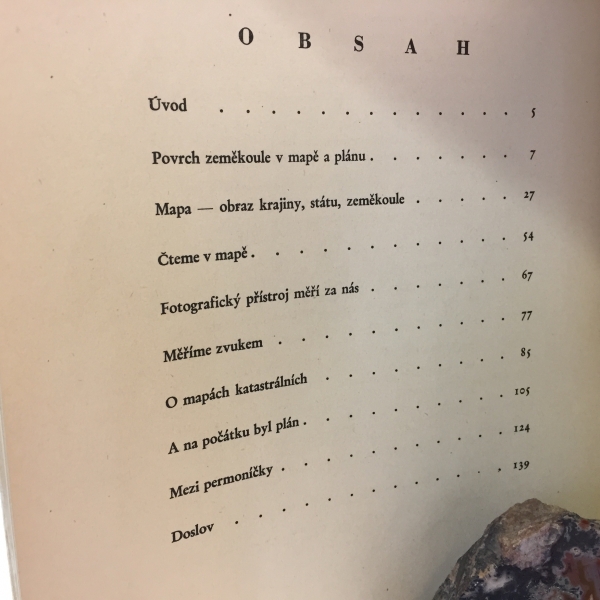 OBSAH
Úvod . . . . . . . . . . . . 5
Povrch zeměkoule v mapě a plánu . . . . . . . 7
Mapa — obraz krajiny, státu, zeměkoule . . . . . 27
Čteme v mapě . . . . . . . . . . . 54
Fotografický přístroj měří za nás . . . . . . . 67
Měříme zvukem . . . . . . . . . . 77
O mapách katastrálních . . . . . . . . 85
A na počátku byl plán . . . . . . . . . 105
Mezi permoníčky . . . . . . . . . . 124
Doslov . . . . . . . . . . . 139